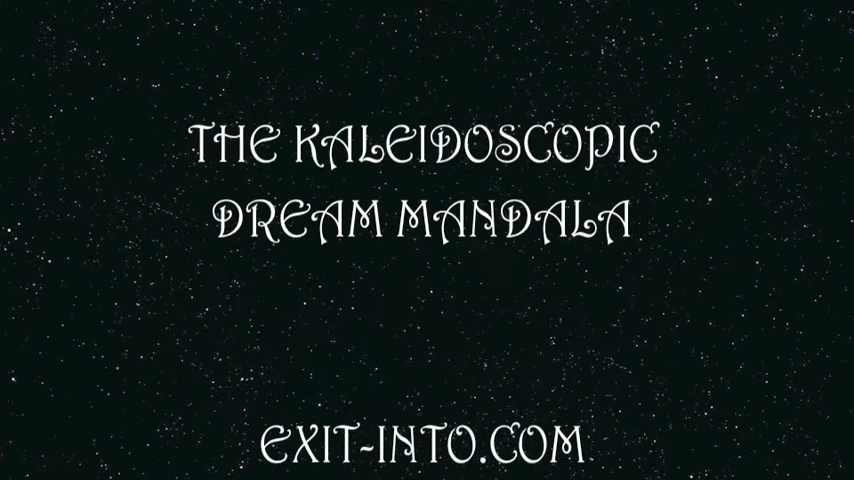 THE KALEIDOSCOPIC
DREAM MANDALA
EXIT-INTO.COM